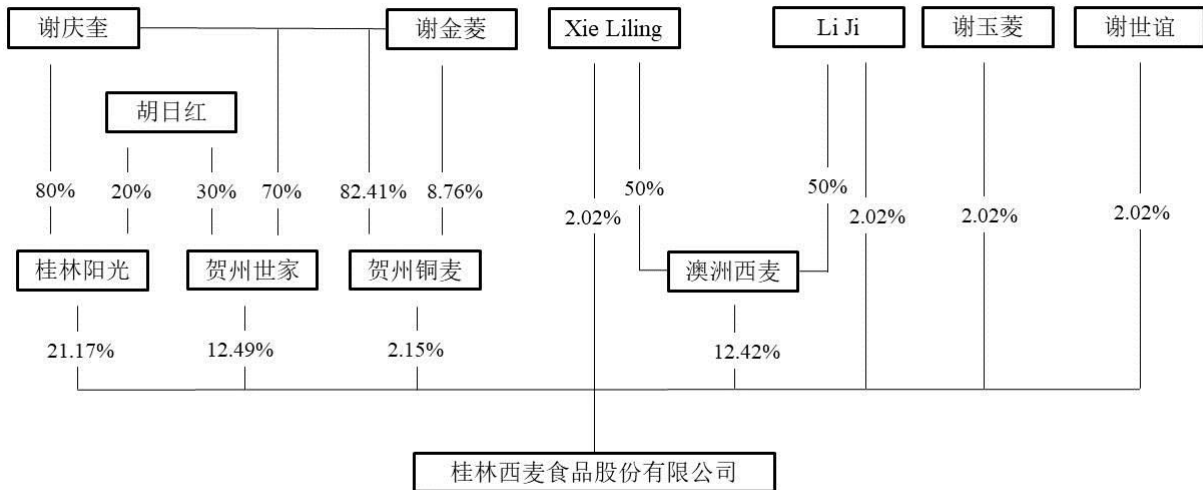 谢庆奎
谢金菱
Xie Liling
Li Ji
谢玉菱
谢世谊
胡日红
80%
20%
30%
70%
82.41%
8.76%
50%
50%
2.02%
2.02%
2.02%
2.02%
桂林阳光
贺州世家
贺州铜麦
澳洲西麦
21.17%
12.49%
2.15%
12.42%
桂林西麦食品股份有限公司